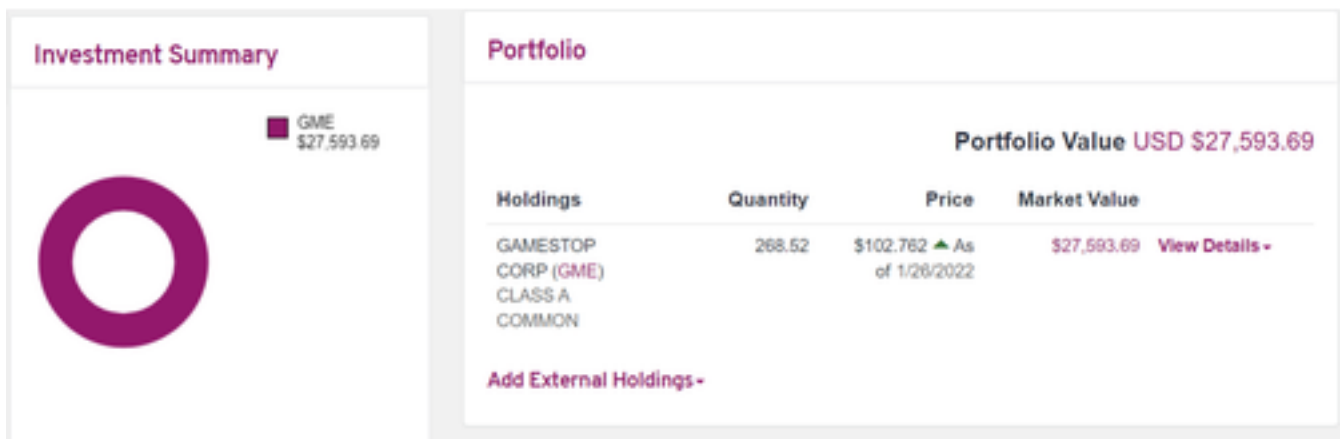 Investment Summary
GME
$27,593.69
Portfolio
Portfolio Value USD $27,593.69
Holdings Quantity Price Market Value
GAMESTOP 268.52 $102.762 ▲ As $27,593.69 View Details
CORP (GME) of 1/26/2022
CLASS A
COMMON
Add External Holdings